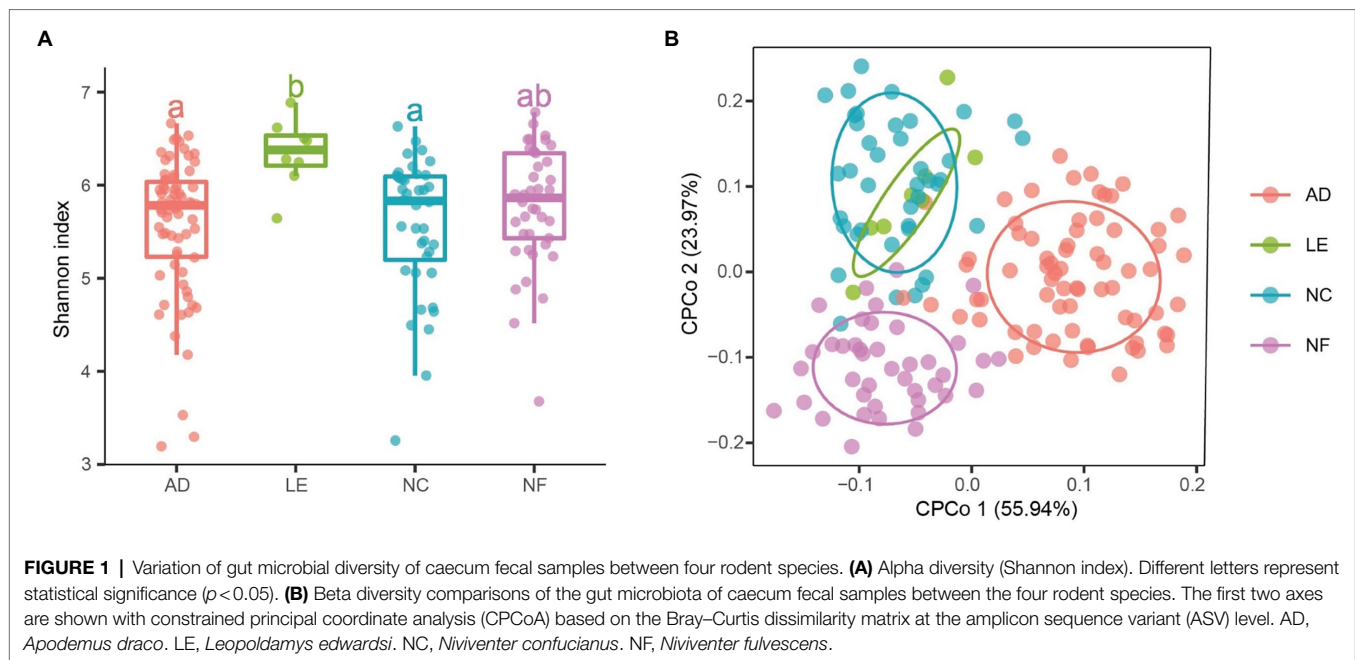 A
B
Shannon index
7
6
5
4
3
a
b
a
ab
AD
LE
NC
NF
CPCo 2 (23.97%)
0.2
0.1
0.0
−0.1
−0.2
−0.1
0.0
0.1
0.2
CPCo 1 (55.94%)
AD
LE
NC
NF
FIGURE 1 | Variation of gut microbial diversity of caecum fecal samples between four rodent species. (A) Alpha diversity (Shannon index). Different letters represent
statistical significance (p<0.05). (B) Beta diversity comparisons of the gut microbiota of caecum fecal samples between the four rodent species. The first two axes
are shown with constrained principal coordinate analysis (CPCoA) based on the Bray–Curtis dissimilarity matrix at the amplicon sequence variant (ASV) level. AD,
Apodemus draco. LE, Leopoldamys edwardsi. NC, Niviventer confucianus. NF, Niviventer fulvescens.